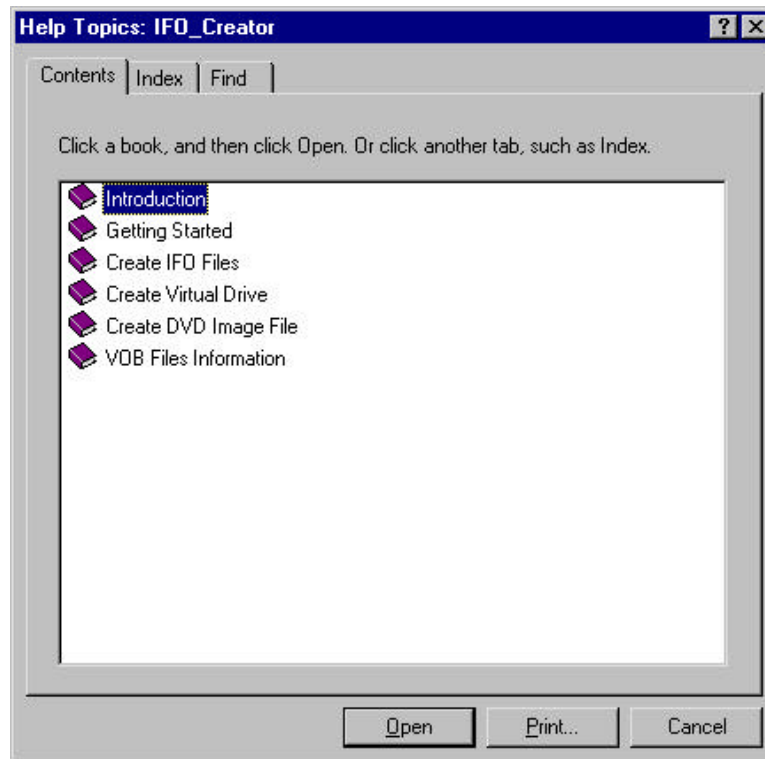 Help Topics: IFO_Creator
Contents Index Find
Click a book, and then click Open. Or click another tab, such as Index.
Introduction
Getting Started
Create IFO Files
Create Virtual Drive
Create DVD Image File
VOB Files Information
Open Print... Cancel